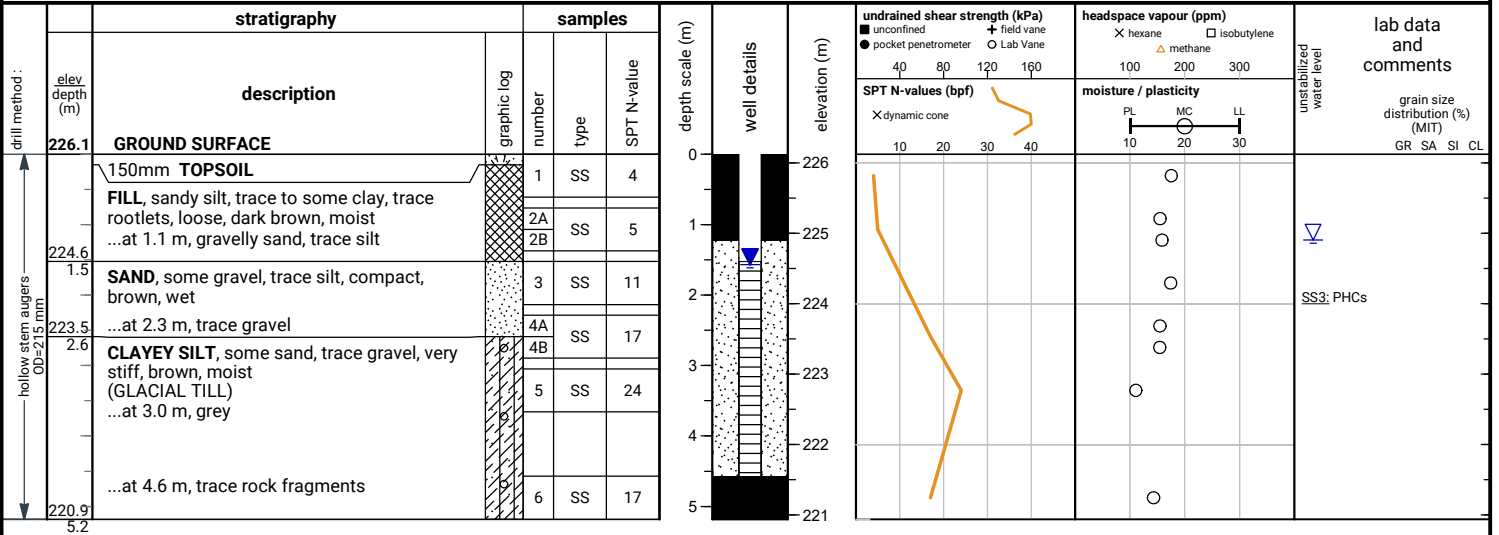 stratigraphy
samples
drill method :
elev
depth
(m)
description
graphic log
number
type
SPT N-value
depth scale (m)
well details
elevation (m)
undrained shear strength (kPa)
unconfined
field vane
pocket penetrometer
Lab Vane
40 80 120 160
SPT N-values (bpf)
dynamic cone
10 20 30 40
headspace vapour (ppm)
hexane
isobutylene
methane
100 200 300
moisture / plasticity
PL MC LL
10 20 30
unstabilized
water level
lab data
and
comments
grain size
distribution (%)
(MIT)
GR SA SI CL
226.1 GROUND SURFACE
150mm TOPSOIL
FILL, sandy silt, trace to some clay, trace
rootlets, loose, dark brown, moist
...at 1.1 m, gravelly sand, trace silt
224.6
1.5
SAND, some gravel, trace silt, compact,
brown, wet
...at 2.3 m, trace gravel
223.5
2.6
CLAYEY SILT, some sand, trace gravel, very
stiff, brown, moist
(GLACIAL TILL)
...at 3.0 m, grey
...at 4.6 m, trace rock fragments
220.9
5.2
hollow stem augers
OD=215 mm
1 SS 4
2A
2B
SS 5
3 SS 11
4A
4B
SS 17
5 SS 24
6 SS 17
0
1
2
3
4
5
226
225
224
223
222
221
SS3: PHCs